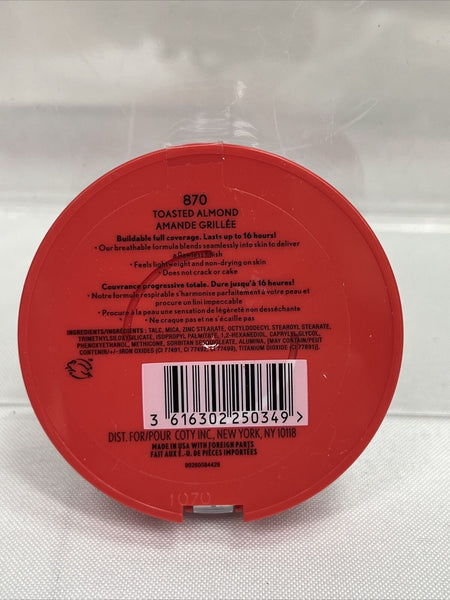 870
TOASTED ALMOND
AMANDE GRILLÉE
Buildable full coverage. Lasts up to 16 hours!
• Our breathable formula blends seamlessly into skin to deliver
a flawless finish
• Feels lightweight and non-drying on skin
• Does not crack or cake
Couvrance progressive totale. Dure jusqu'à 16 heures!
• Notre formule respirable s'harmonise parfaitement à votre peau et
procure un fini impeccable
• Procure à la peau une sensation de légèreté non desséchante
• Ne craque pas et ne s'écaille pas
INGREDIENTS/INGRÉDIENTS : TALC, MICA, ZINC STEARATE, OCTYLDODECYL STEAROYL STEARATE,
TRIMETHYLSILOXYSILICATE, ISOPROPYL PALMITATE, 1,2-HEXANEDIOL, CAPRYLYL GLYCOL,
PHENOXYETHANOL, METHICONE, SORBITAN SESQUIOLEATE, ALUMINA, [MAY CONTAIN/PEUT
CONTENIR/+/-:IRON OXIDES (CI 77491, CI 77492, CI 77499), TITANIUM DIOXIDE (CI 77891)].
3 616302 250349 >
DIST. FOR/POUR COTY INC., NEW YORK, NY 10118
MADE IN USA WITH FOREIGN PARTS
FAIT AUX É.-U. DE PIÈCES IMPORTÉES
00260084426
1070